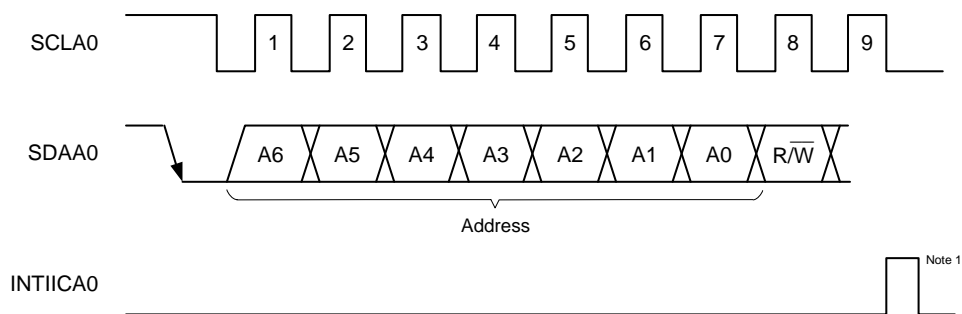 SCLA0 1 2 3 4 5 6 7 8 9
SDAA0 A6 A5 A4 A3 A2 A1 A0 R/W̅
Address
INTIICA0 Note 1